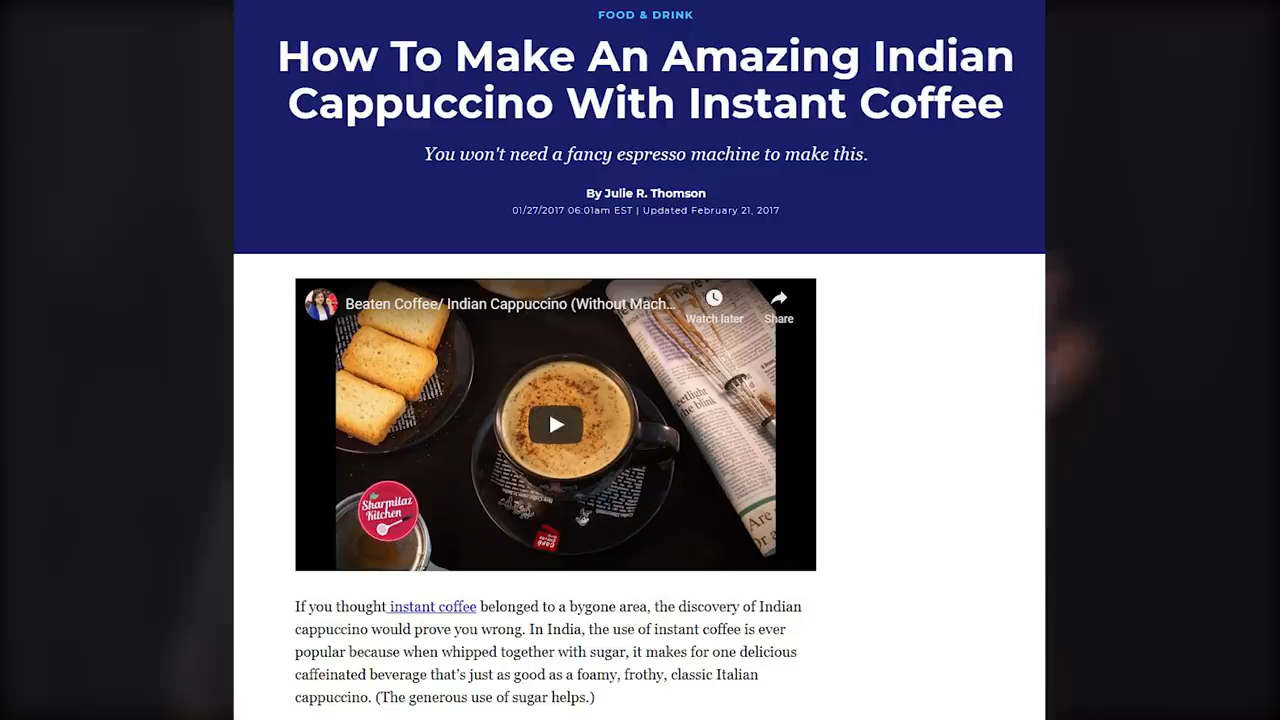 FOOD & DRINK
How To Make An Amazing Indian
Cappuccino With Instant Coffee
You won't need a fancy espresso machine to make this.
By Julie R. Thomson
01/27/2017 06:01am EST | Updated February 21, 2017
Beaten Coffee/ Indian Cappuccino (Without Mach...
Watch later
Share
eetlight
the blink
Sharmilaz
Kitchen
Are
or a
If you thought instant coffee belonged to a bygone area, the discovery of Indian
cappuccino would prove you wrong. In India, the use of instant coffee is ever
popular because when whipped together with sugar, it makes for one delicious
caffeinated beverage that's just as good as a foamy, frothy, classic Italian
cappuccino. (The generous use of sugar helps.)